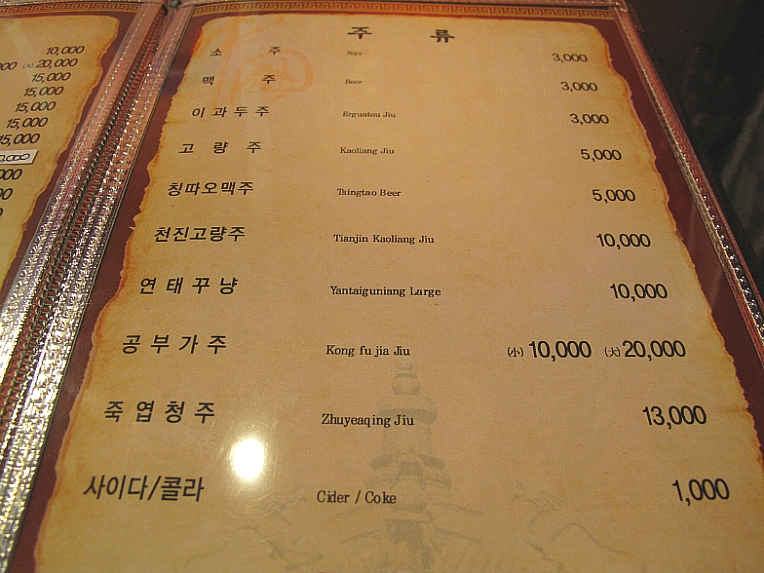 10,000
(大) 20,000
15,000
15,000
15,000
15,000
15,000
주 류
소 주 Soju 3,000
맥 주 Beer 3,000
이과두주 Erguatou Jiu 3,000
고 량 주 Kaoliang Jiu 5,000
칭따오맥주 Tsingtao Beer 5,000
천진고량주 Tianjin Kaoliang Jiu 10,000
연태꾸냥 Yantaiguniang Large 10,000
공부가주 Kong fu jia Jiu (小) 10,000 (大) 20,000
죽엽청주 Zhuyeaqing Jiu 13,000
사이다/콜라 Cider / Coke 1,000